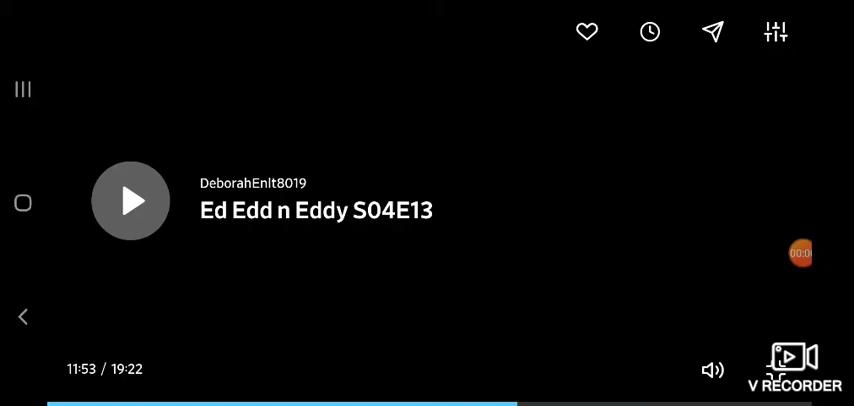 DeborahEnlt8019
Ed Edd n Eddy S04E13
11:53 / 19:22
V RECORDER